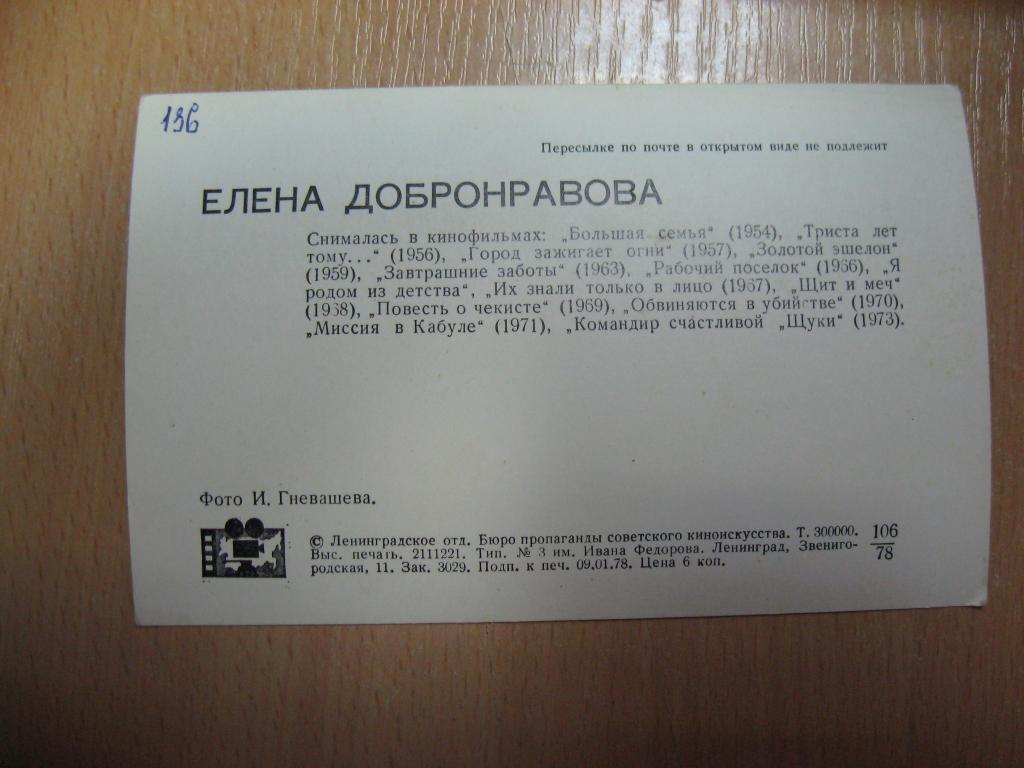 196
Пересылке по почте в открытом виде не подлежит
ЕЛЕНА ДОБРОНРАВОВА
Снималась в кинофильмах: „Большая семья“ (1954), „Триста лет
тому...“ (1956), „Город зажигает огни“ (1957), „Золотой эшелон“
(1959), „Завтрашние заботы“ (1963), „Рабочий поселок“ (1966), „Я
родом из детства“, „Их знали только в лицо (1967), „Щит и меч“
(1968), „Повесть о чекисте“ (1969), „Обвиняются в убийстве“ (1970),
„Миссия в Кабуле“ (1971), „Командир счастливой „Щуки“ (1973).
Фото И. Гневашева.
© Ленинградское отд. Бюро пропаганды советского киноискусства. Т. 300000.
Выс. печать. 2111221. Тип. № 3 им. Ивана Федорова. Ленинград, Звениго-
родская, 11. Зак. 3029. Подп. к печ. 09.01.78. Цена 6 коп.
106
78